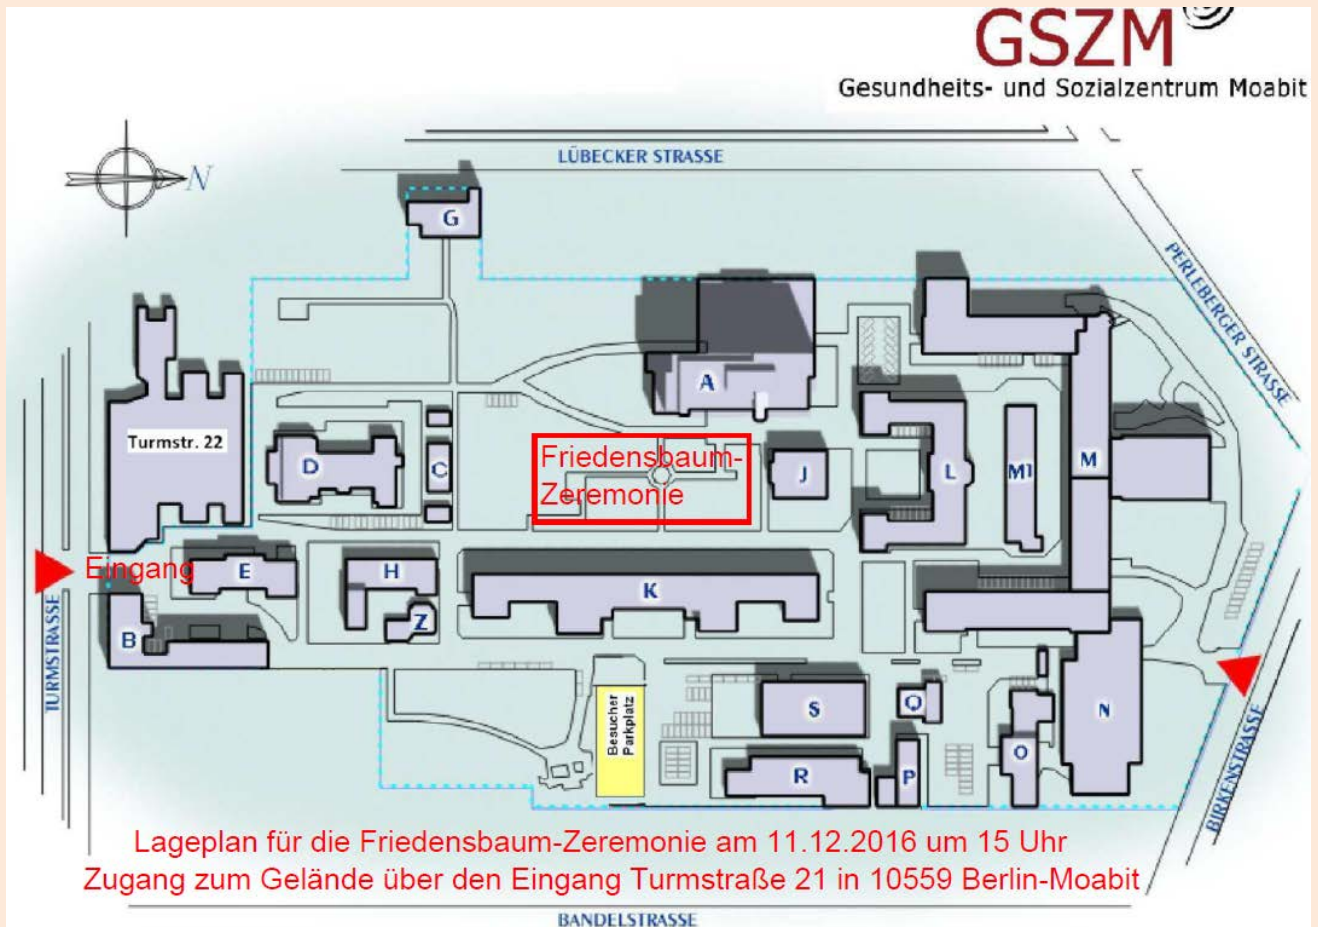 GSZM
Gesundheits- und Sozialzentrum Moabit
LÜBECKER STRASSE
N
G
PERLEBERGER STRASSE
A
Turmstr. 22
D
C
Friedensbaum-
Zeremonie
J
L
M1
M
Eingang
E
H
K
Z
B
TURMSTRASSE
Besucher
Parkplatz
S
Q
N
R
P
O
BIRKENSTRASSE
Lageplan für die Friedensbaum-Zeremonie am 11.12.2016 um 15 Uhr
Zugang zum Gelände über den Eingang Turmstraße 21 in 10559 Berlin-Moabit
BANDELSTRASSE